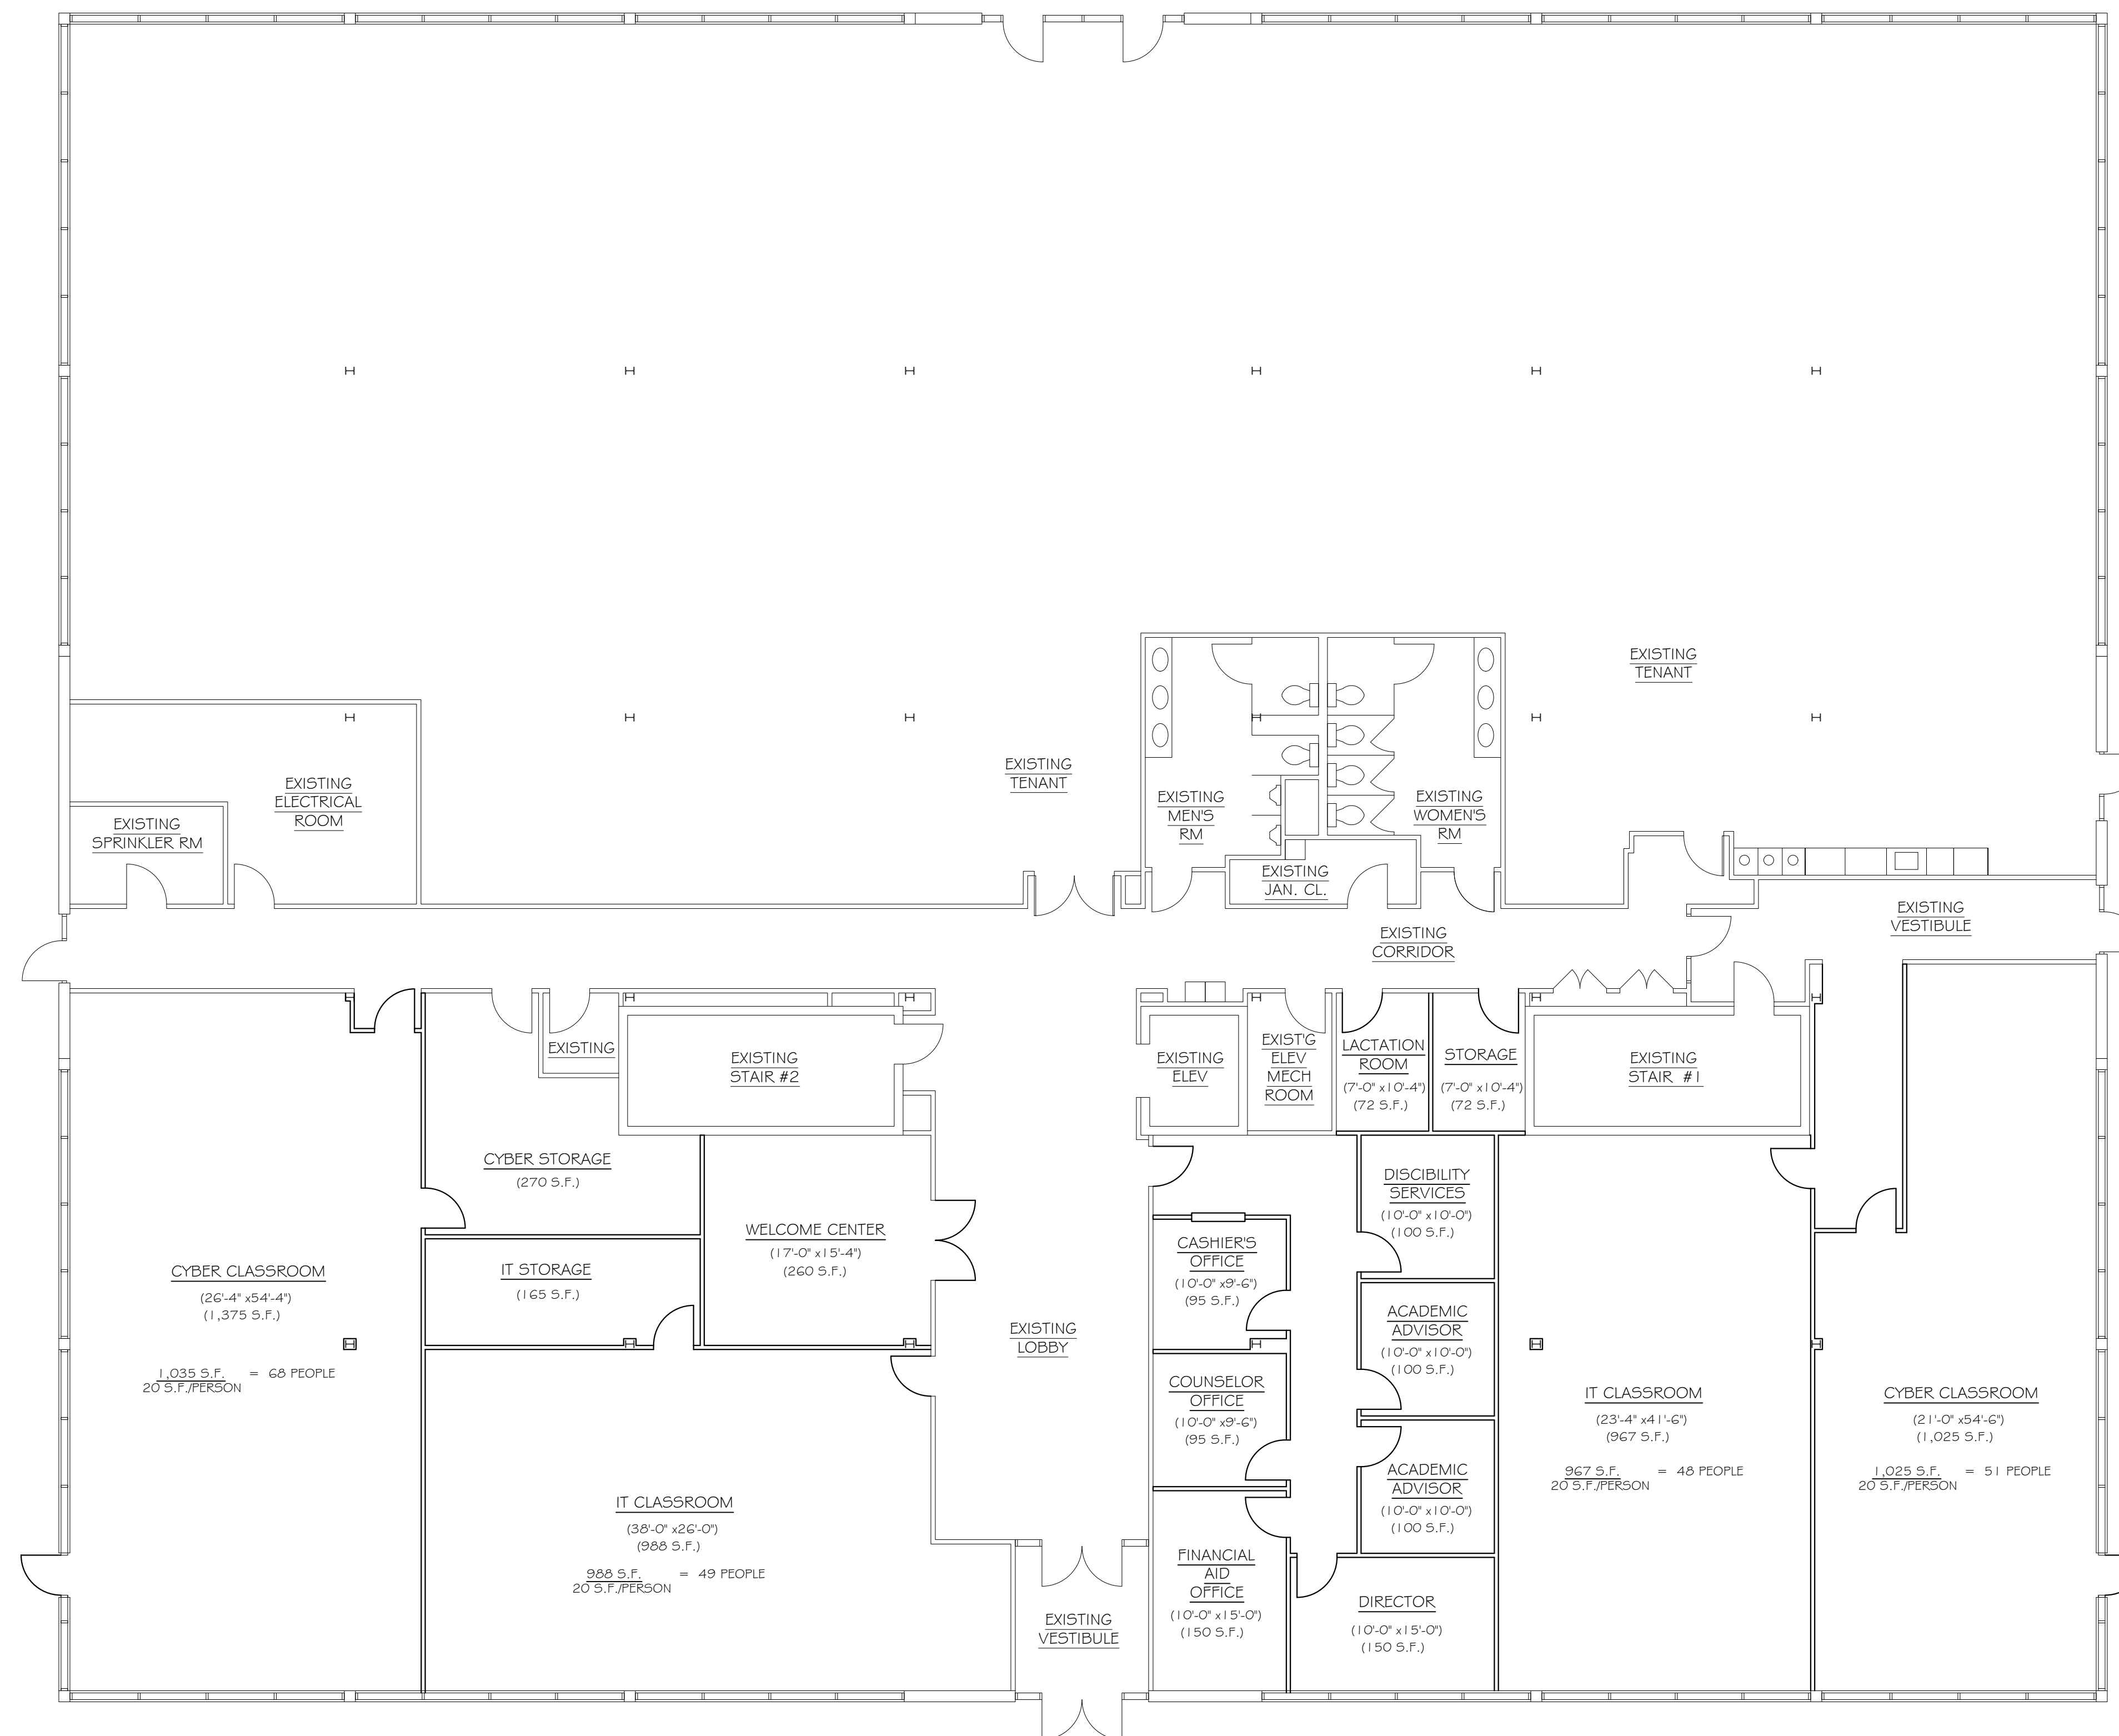 EXISTING
TENANT
EXISTING
TENANT
EXISTING
ELECTRICAL
ROOM
EXISTING
SPRINKLER RM
EXISTING
MEN'S
RM
EXISTING
WOMEN'S
RM
EXISTING
JAN. CL.
EXISTING
CORRIDOR
EXISTING
VESTIBULE
EXISTING
EXISTING
STAIR #2
EXISTING
ELEV
EXIST'G
ELEV
MECH
ROOM
LACTATION
ROOM
(7'-0" x10'-4")
(72 S.F.)
STORAGE
(7'-0" x10'-4")
(72 S.F.)
EXISTING
STAIR #1
CYBER STORAGE
(270 S.F.)
WELCOME CENTER
(17'-0" x15'-4")
(260 S.F.)
IT STORAGE
(165 S.F.)
CYBER CLASSROOM
(26'-4" x54'-4")
(1,375 S.F.)
1,035 S.F. = 68 PEOPLE
20 S.F./PERSON
EXISTING
LOBBY
CASHIER'S
OFFICE
(10'-0" x9'-6")
(95 S.F.)
DISCIBILITY
SERVICES
(10'-0" x10'-0")
(100 S.F.)
ACADEMIC
ADVISOR
(10'-0" x10'-0")
(100 S.F.)
COUNSELOR
OFFICE
(10'-0" x9'-6")
(95 S.F.)
ACADEMIC
ADVISOR
(10'-0" x10'-0")
(100 S.F.)
IT CLASSROOM
(23'-4" x41'-6")
(967 S.F.)
967 S.F. = 48 PEOPLE
20 S.F./PERSON
CYBER CLASSROOM
(21'-0" x54'-6")
(1,025 S.F.)
1,025 S.F. = 51 PEOPLE
20 S.F./PERSON
IT CLASSROOM
(38'-0" x26'-0")
(988 S.F.)
988 S.F. = 49 PEOPLE
20 S.F./PERSON
EXISTING
VESTIBULE
FINANCIAL
AID
OFFICE
(10'-0" x15'-0")
(150 S.F.)
DIRECTOR
(10'-0" x15'-0")
(150 S.F.)